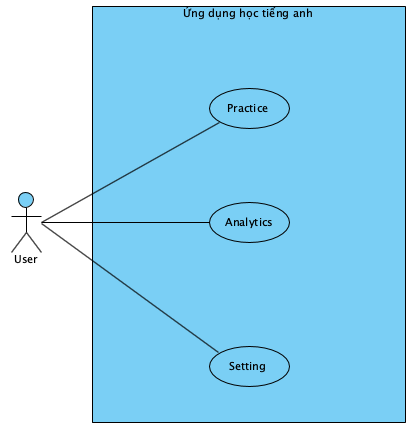 Ứng dụng học tiếng anh
Practice
Analytics
User
Setting